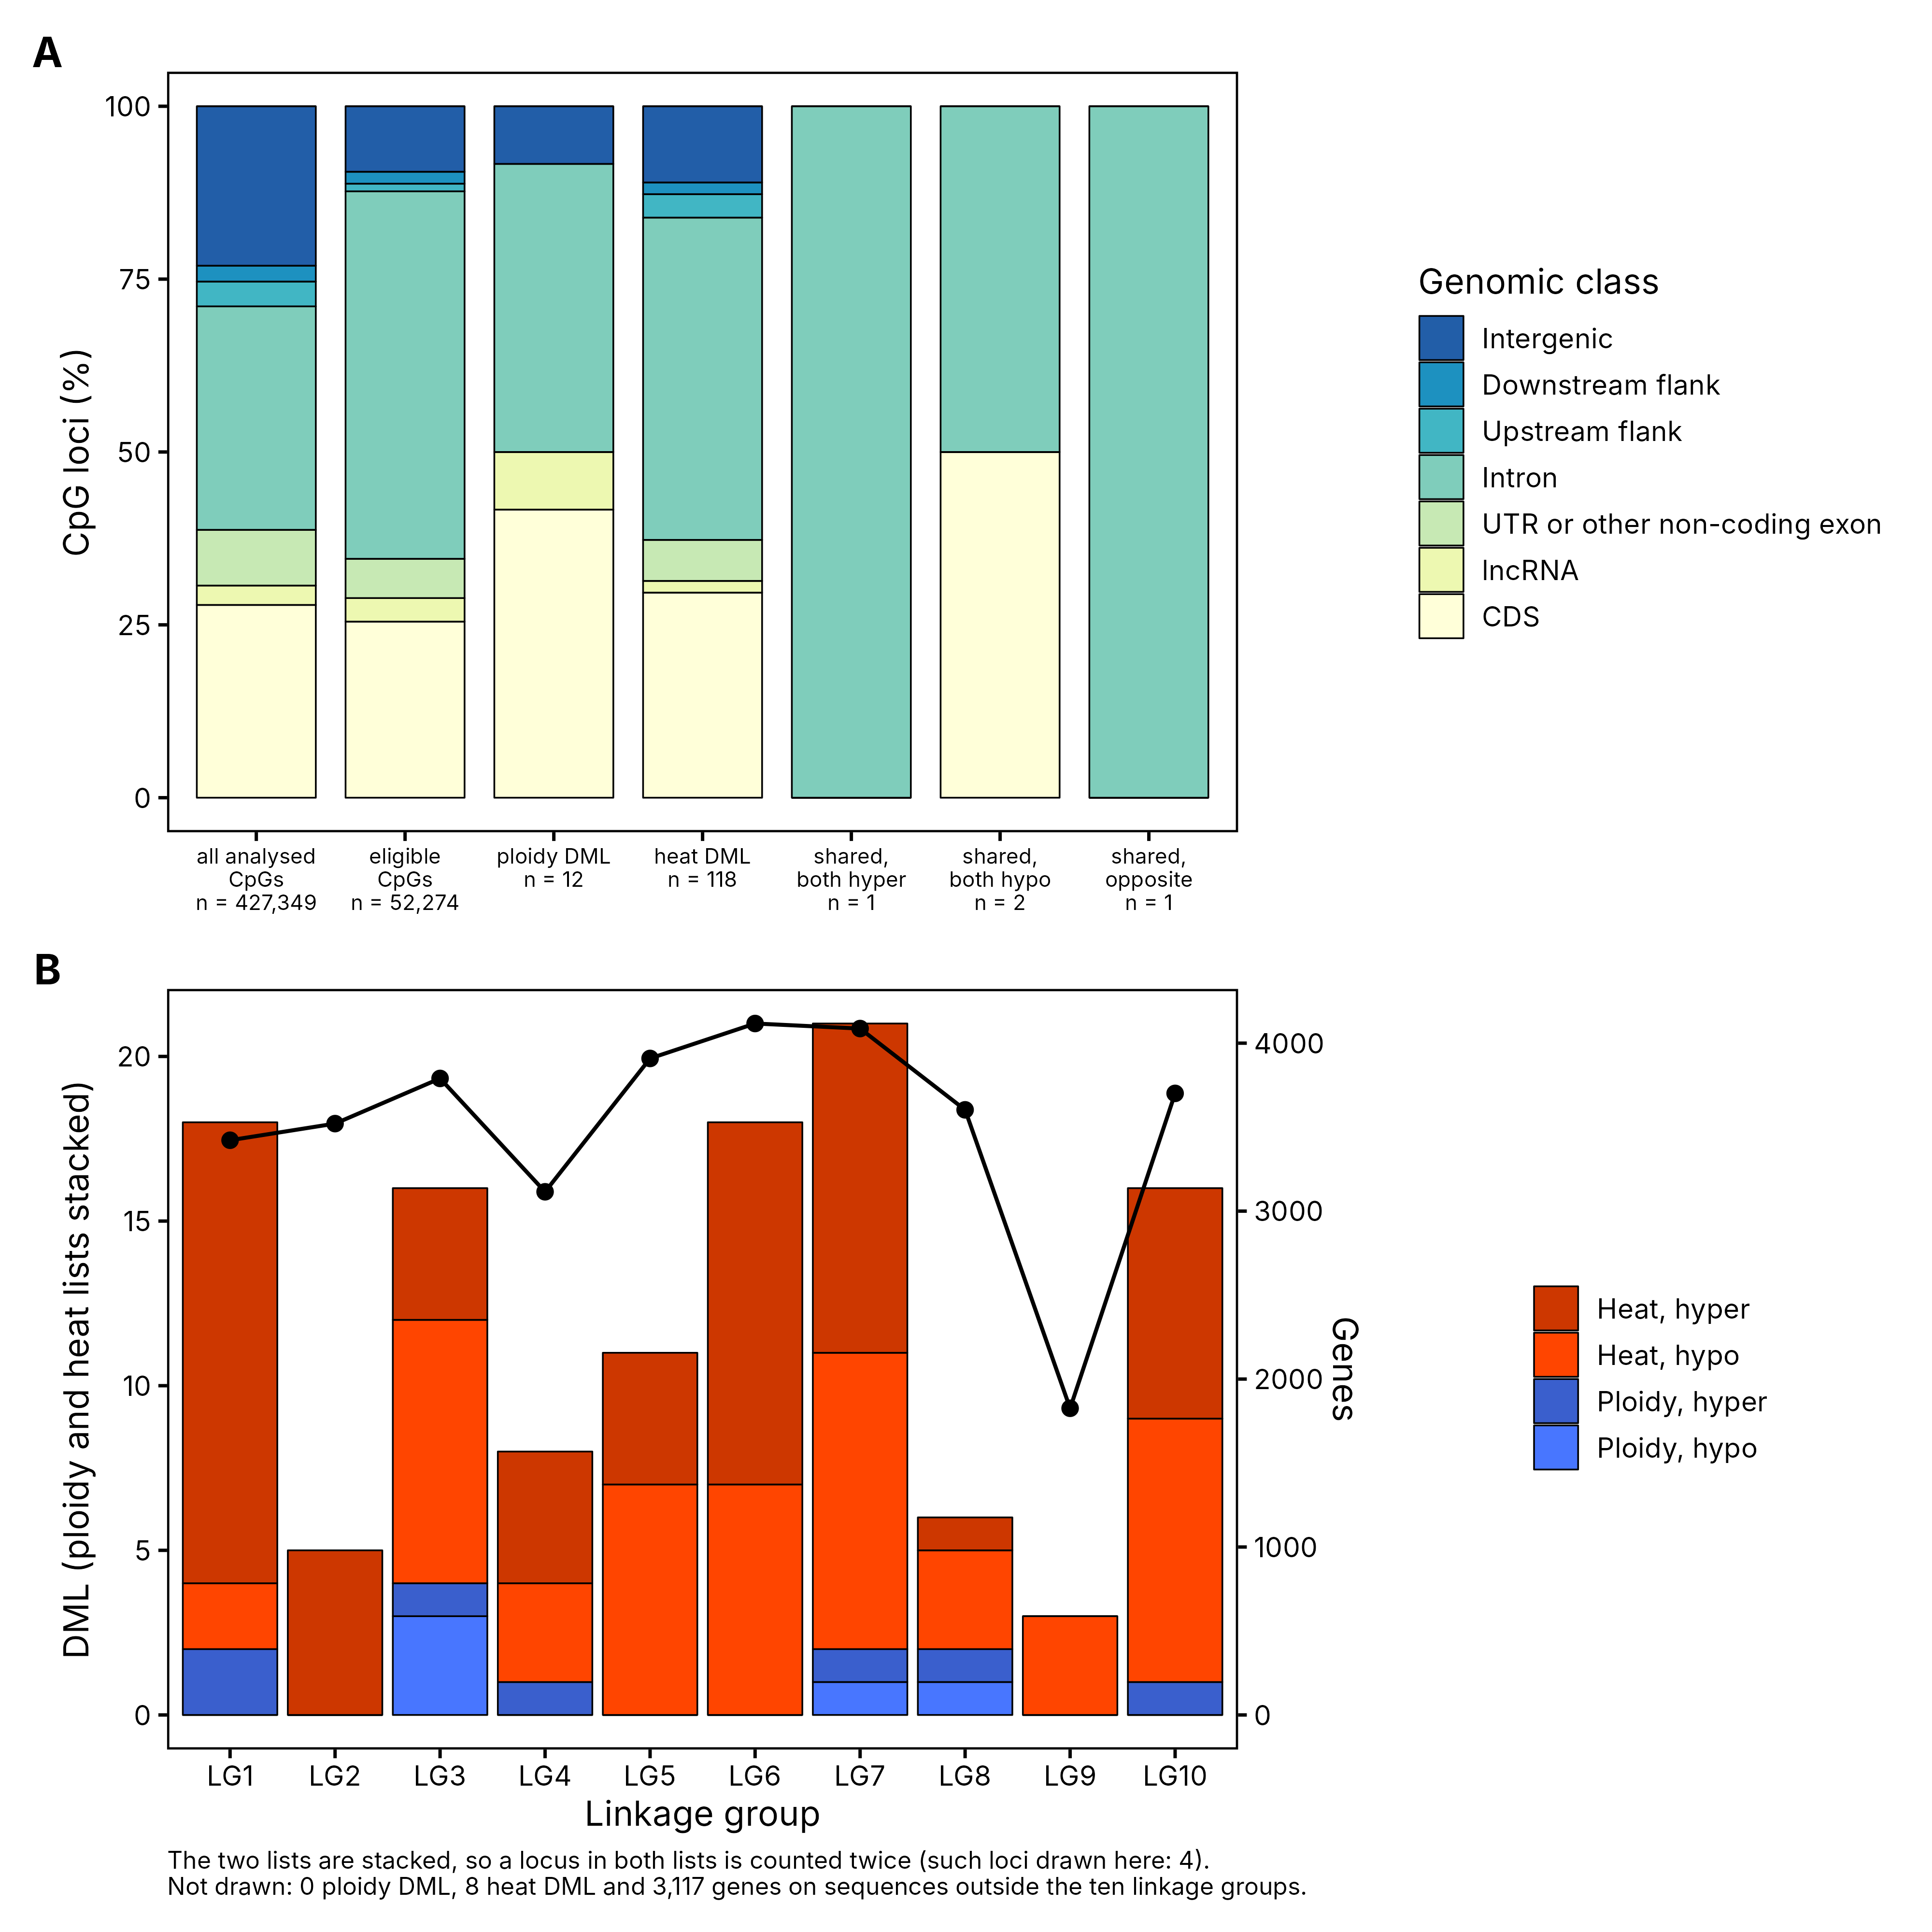 A
100
75
50
25
0
CpG loci (%)
all analysed
CpGs
n = 427,349
eligible
CpGs
n = 52,274
ploidy DML
n = 12
heat DML
n = 118
shared,
both hyper
n = 1
shared,
both hypo
n = 2
shared,
opposite
n = 1
Genomic class
Intergenic
Downstream flank
Upstream flank
Intron
UTR or other non-coding exon
lncRNA
CDS
B
20
15
10
5
0
DML (ploidy and heat lists stacked)
4000
3000
2000
1000
0
Genes
LG1
LG2
LG3
LG4
LG5
LG6
LG7
LG8
LG9
LG10
Linkage group
Heat, hyper
Heat, hypo
Ploidy, hyper
Ploidy, hypo
The two lists are stacked, so a locus in both lists is counted twice (such loci drawn here: 4).
Not drawn: 0 ploidy DML, 8 heat DML and 3,117 genes on sequences outside the ten linkage groups.